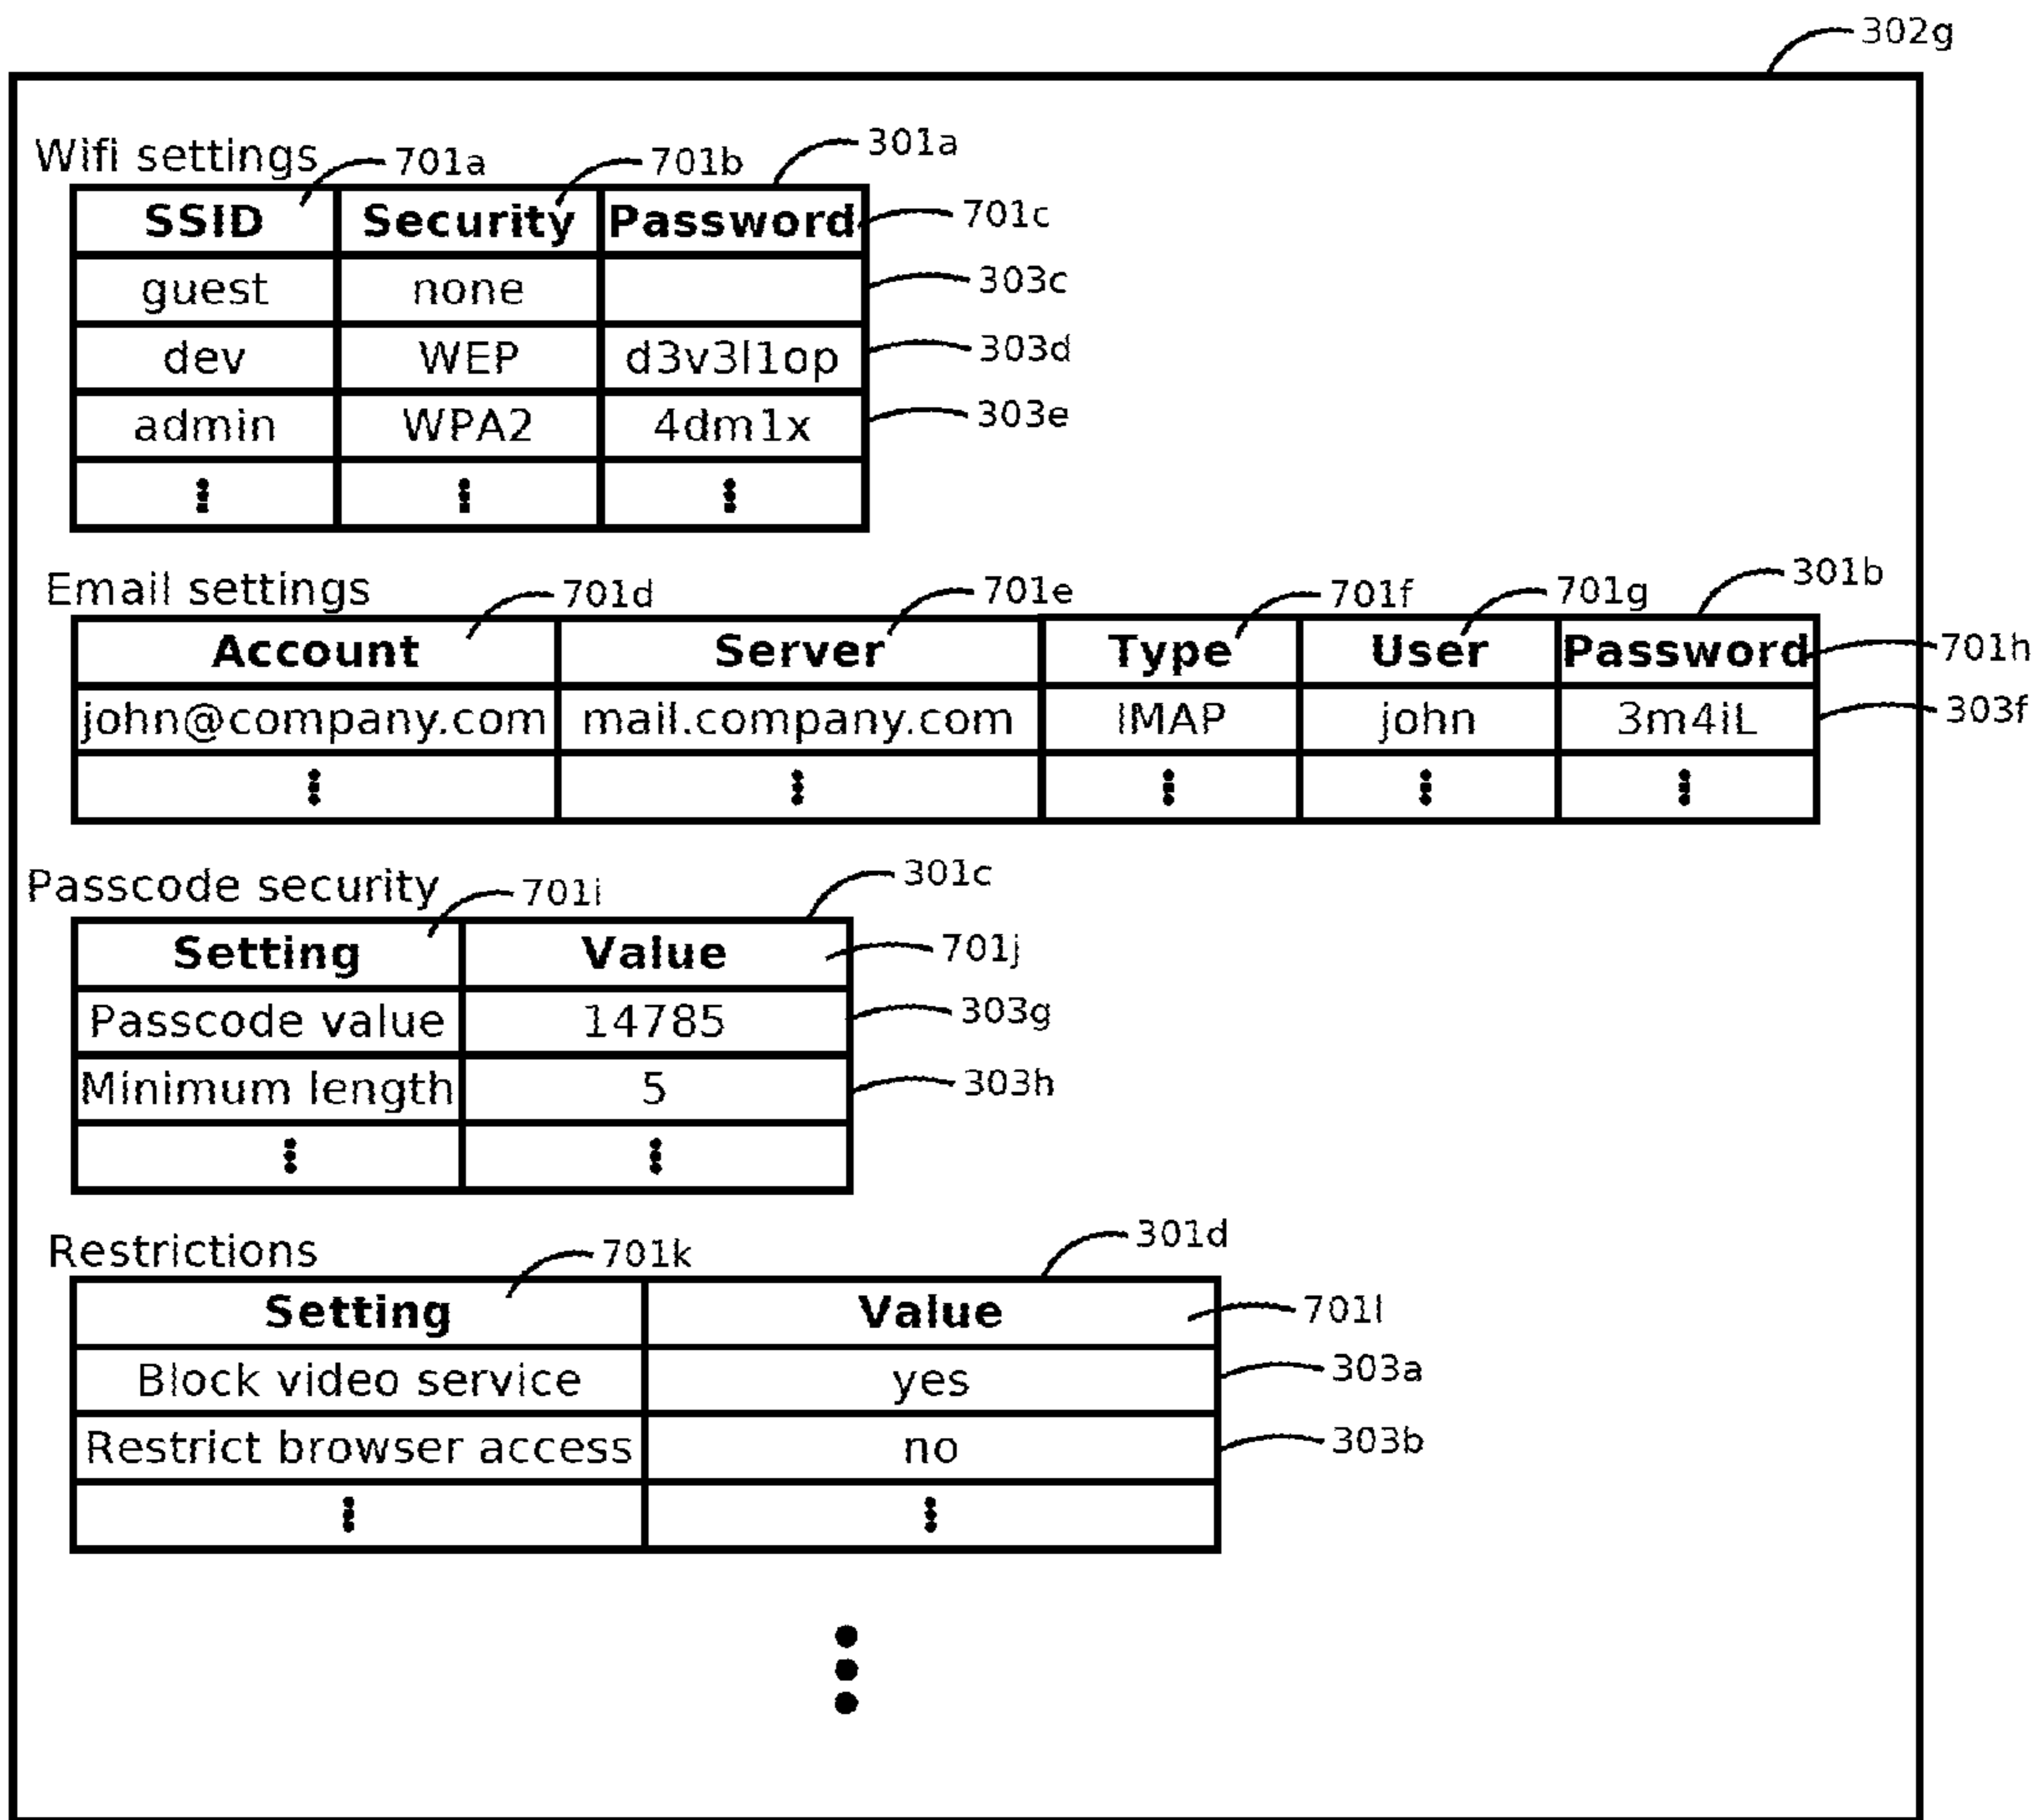 302g
Wifi settings 701a 701b 301a
SSID Security Password 701c
guest none 303c
dev WEP d3v3l1op 303d
admin WPA2 4dm1x 303e
Email settings 701d 701e 701f 701g 301b
Account Server Type User Password 701h
john@company.com mail.company.com IMAP john 3m4iL 303f
Passcode security 701i 301c
Setting Value 701j
Passcode value 14785 303g
Minimum length 5 303h
Restrictions 701k 301d
Setting Value 701l
Block video service yes 303a
Restrict browser access no 303b